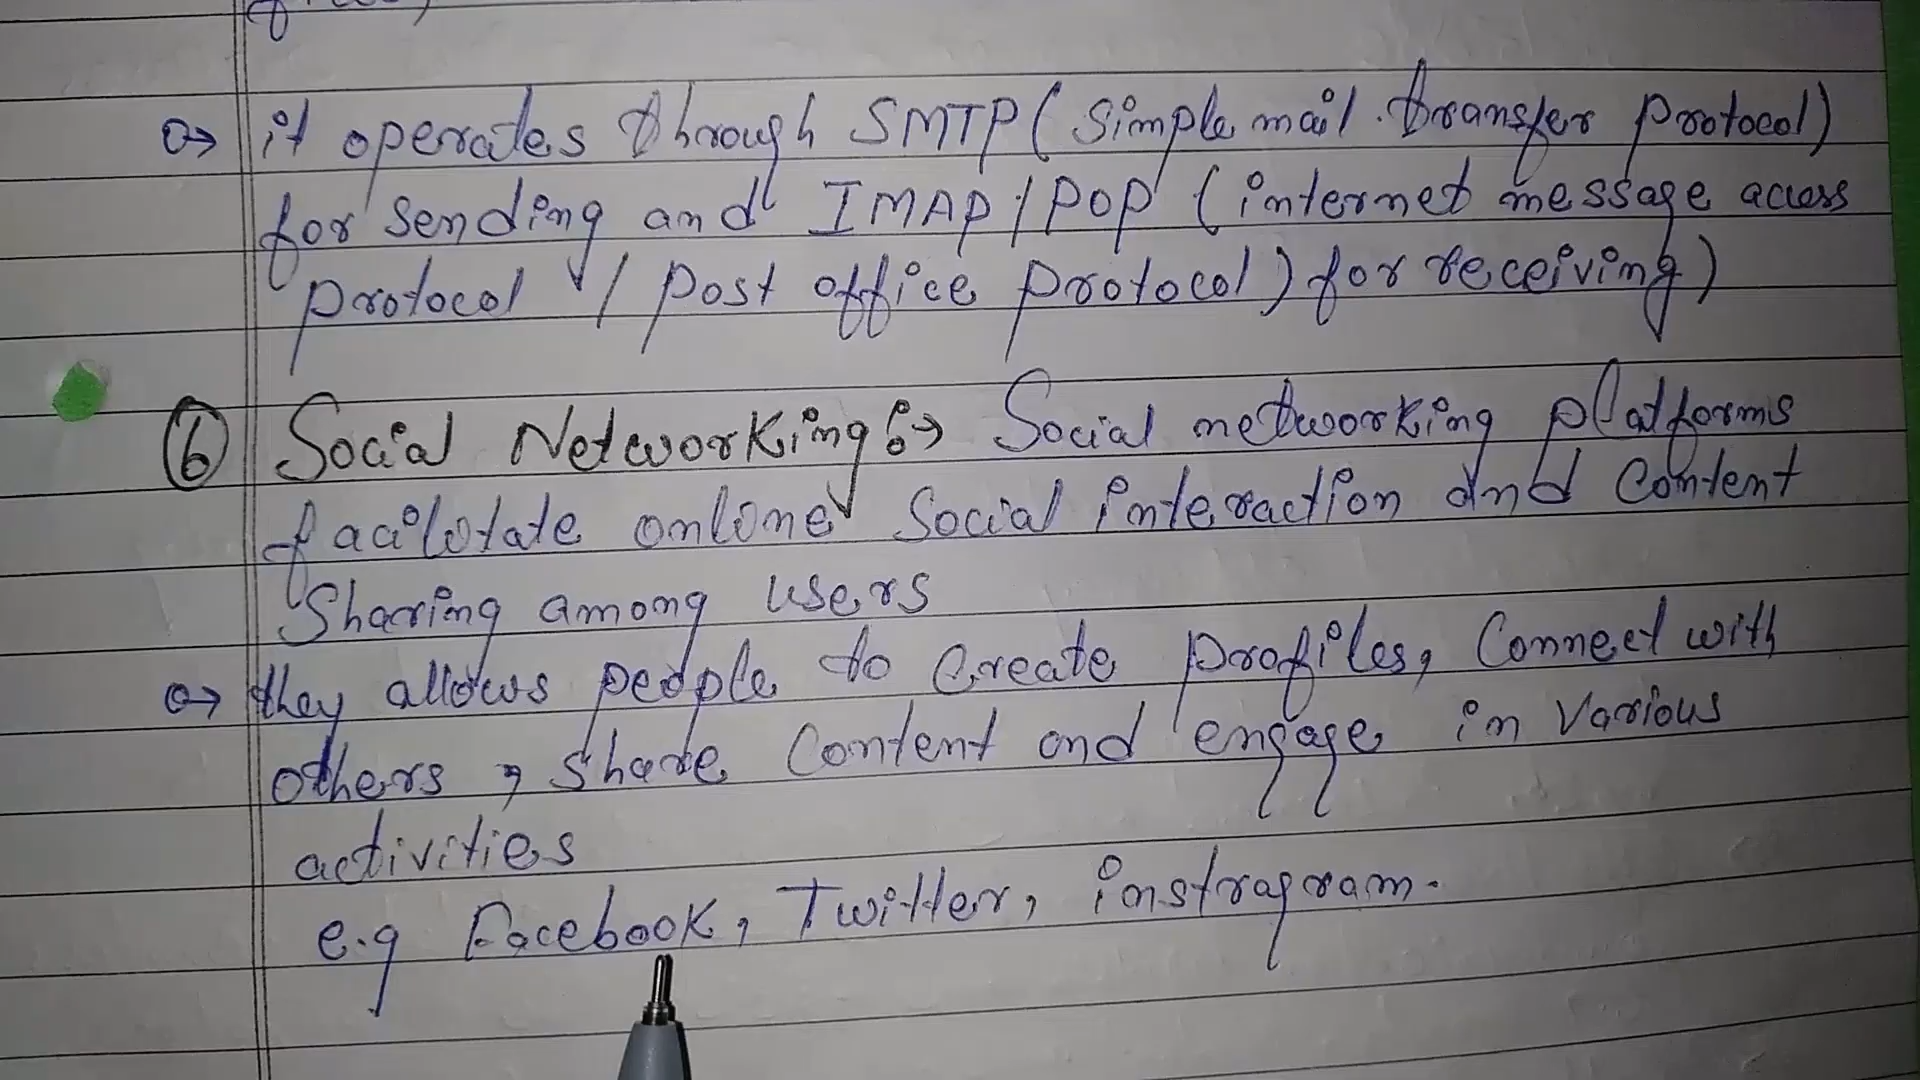 it operates through SMTP (Simple mail transfer protocol)
for sending and IMAP / POP (internet message access
protocol / post office protocol) for receiving)
6 Social Networking :→ Social networking platforms
facilitate online Social interaction and Content
Sharing among users
they allows people to Create profiles, Connect with
others, share Content and engage in various
activities
e.g Facebook, Twitter, instragram.